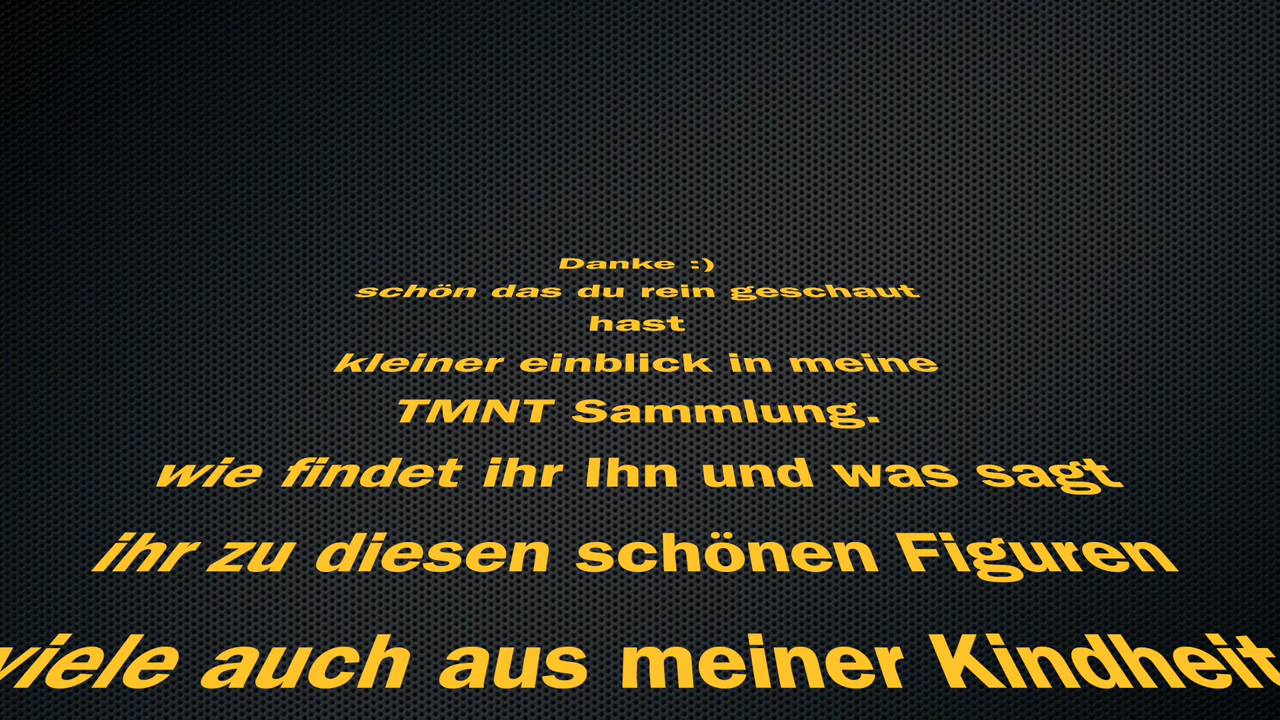 Danke :)
schön das du rein geschaut
hast
kleiner einblick in meine
TMNT Sammlung.
wie findet ihr Ihn und was sagt
ihr zu diesen schönen Figuren
viele auch aus meiner Kindheit